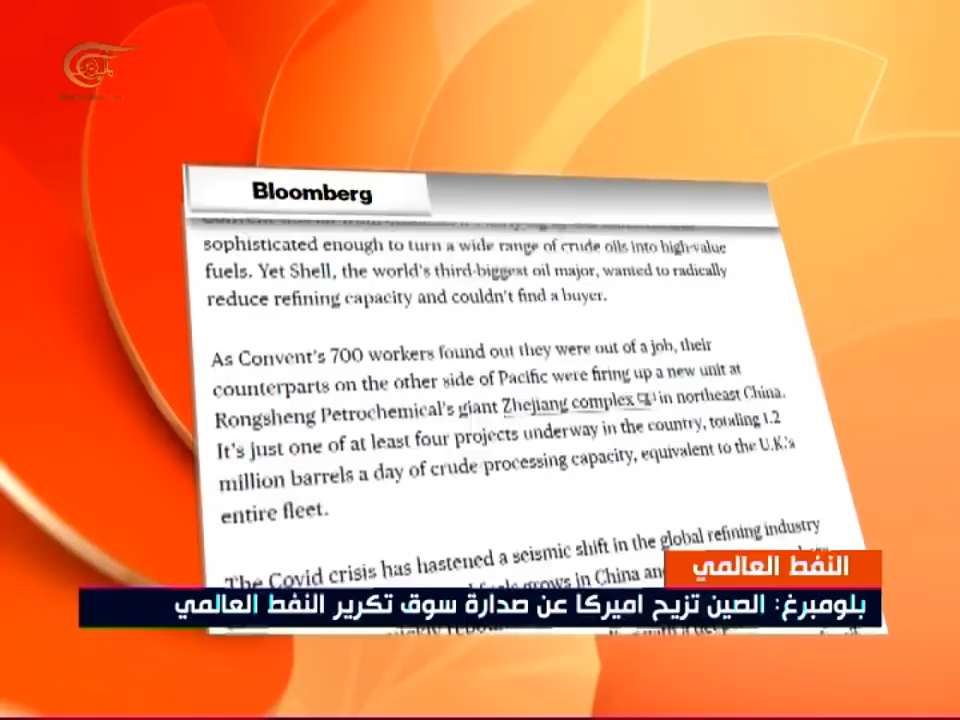 Bloomberg
sophisticated enough to turn a wide range of crude oils into high-value
fuels. Yet Shell, the world's third-biggest oil major, wanted to radically
reduce refining capacity and couldn't find a buyer.
As Convent's 700 workers found out they were out of a job, their
counterparts on the other side of Pacific were firing up a new unit at
Rongsheng Petrochemical's giant Zhejiang complex in northeast China.
It's just one of at least four projects underway in the country, totaling 1.2
million barrels a day of crude processing capacity, equivalent to the U.K.'s
entire fleet.
The Covid crisis has hastened a seismic shift in the global refining industry
grows in China and
النفط العالمي
بلومبرغ: الصين تزيح اميركا عن صدارة سوق تكرير النفط العالمي